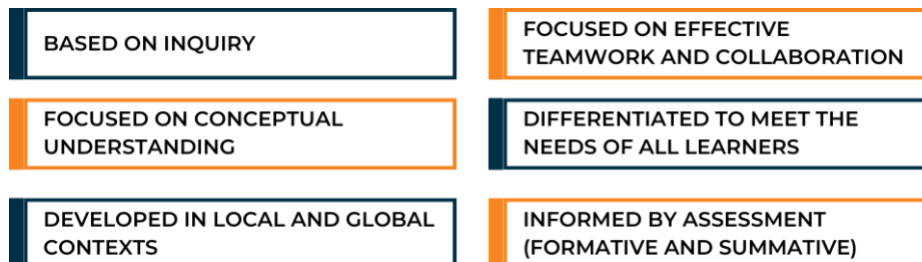 BASED ON INQUIRY
FOCUSED ON EFFECTIVE
TEAMWORK AND COLLABORATION
FOCUSED ON CONCEPTUAL
UNDERSTANDING
DIFFERENTIATED TO MEET THE
NEEDS OF ALL LEARNERS
DEVELOPED IN LOCAL AND GLOBAL
CONTEXTS
INFORMED BY ASSESSMENT
(FORMATIVE AND SUMMATIVE)